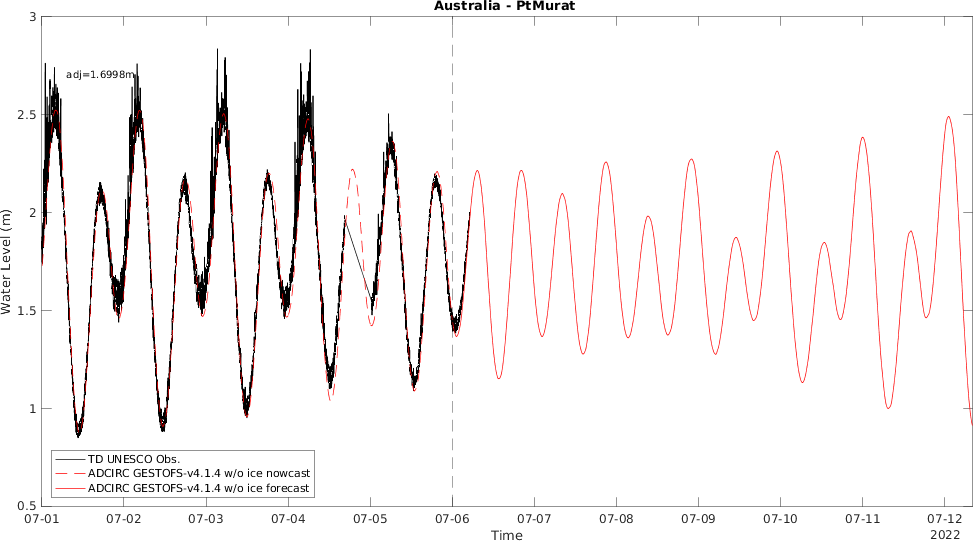 Australia - PtMurat
3
adj=1.6998m
2.5
2
Water Level (m)
1.5
1
TD UNESCO Obs.
ADCIRC GESTOFS-v4.1.4 w/o ice nowcast
ADCIRC GESTOFS-v4.1.4 w/o ice forecast
0.5
07-01 07-02 07-03 07-04 07-05 07-06 07-07 07-08 07-09 07-10 07-11 07-12
Time
2022